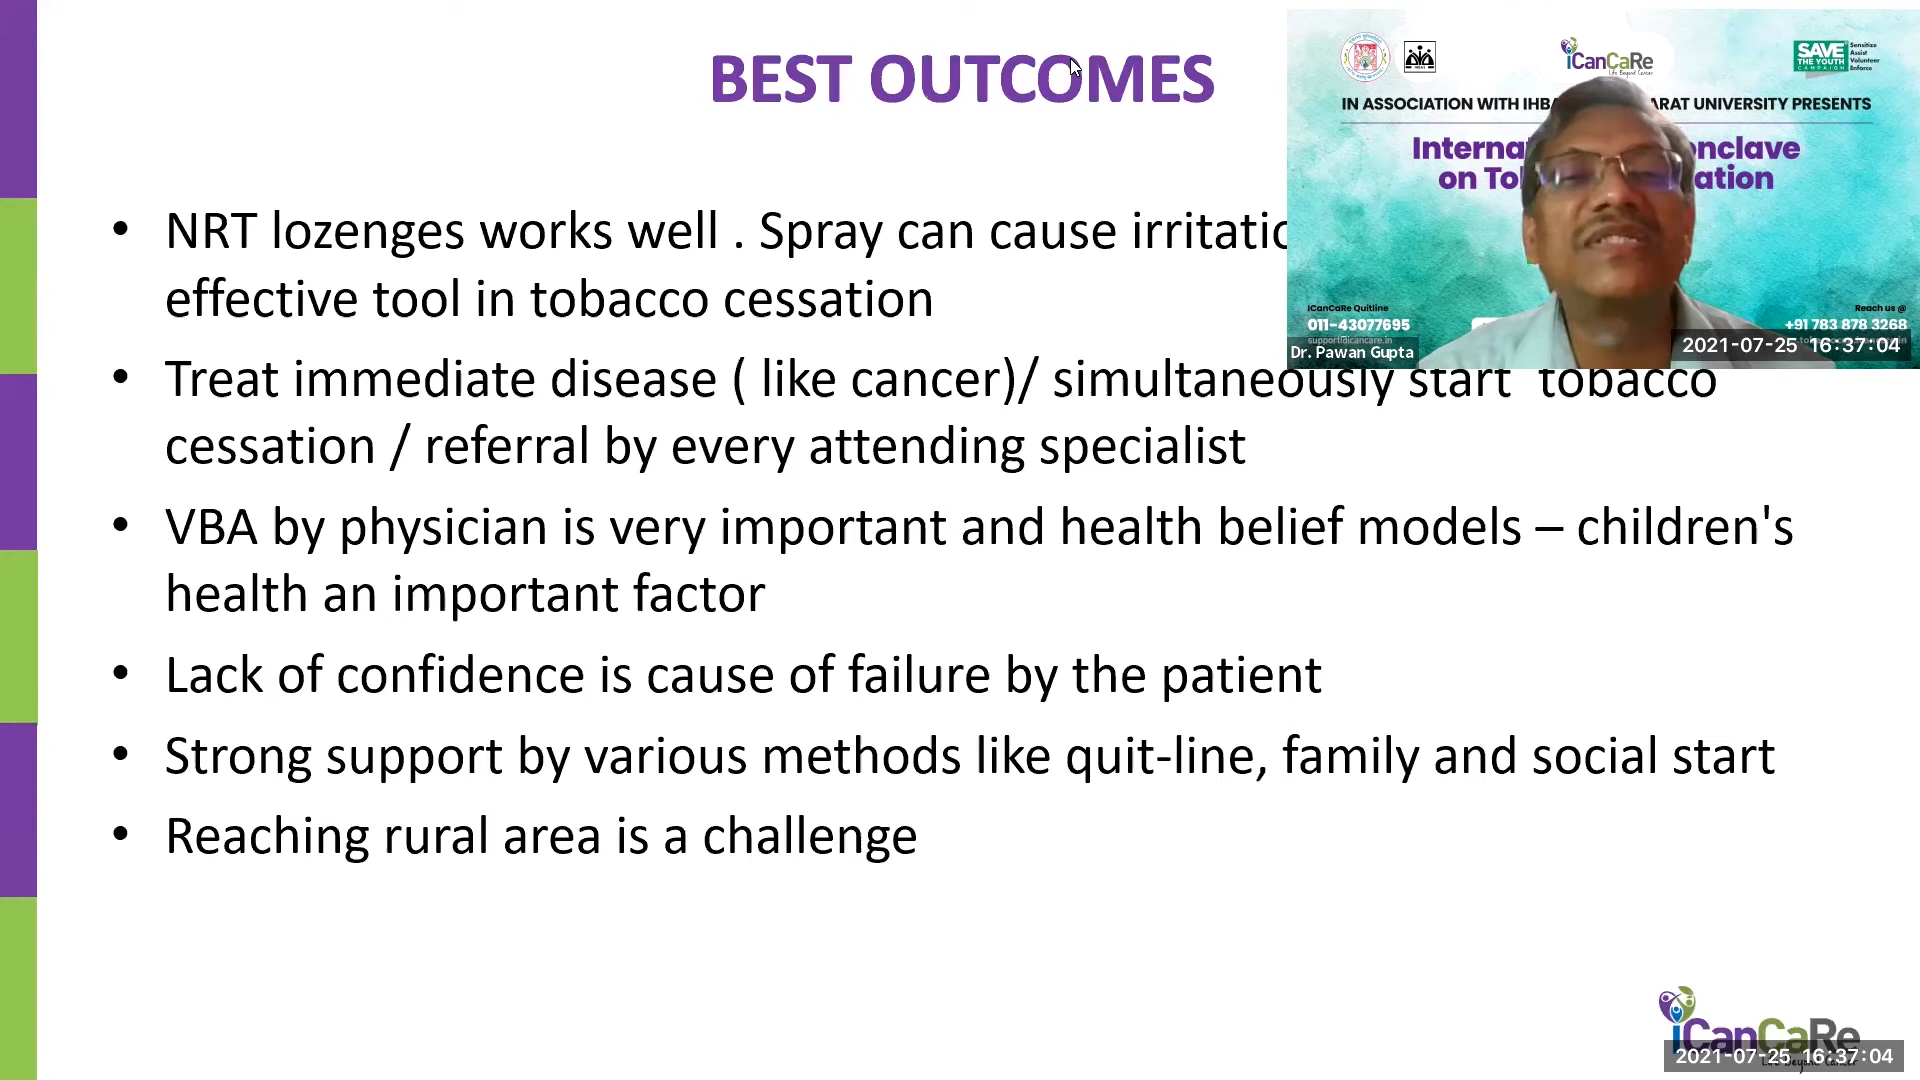 BEST OUTCOMES
• NRT lozenges works well . Spray can cause irritatio
effective tool in tobacco cessation
• Treat immediate disease ( like cancer)/ simultaneously start tobacco
cessation / referral by every attending specialist
• VBA by physician is very important and health belief models – children's
health an important factor
• Lack of confidence is cause of failure by the patient
• Strong support by various methods like quit-line, family and social start
• Reaching rural area is a challenge
iCanCaRe
Life Beyond Cancer
SAVE
THE YOUTH
CAMPAIGN
Sensitize
Assist
Volunteer
Enforce
IN ASSOCIATION WITH IHBA ARAT UNIVERSITY PRESENTS
Interna onclave
on To ation
ICanCaRe Quitline
011-43077695
support@icancare.in
Reach us @
+91 783 878 3268
Dr. Pawan Gupta
2021-07-25 16:37:04
iCanCaRe
2021-07-25 16:37:04